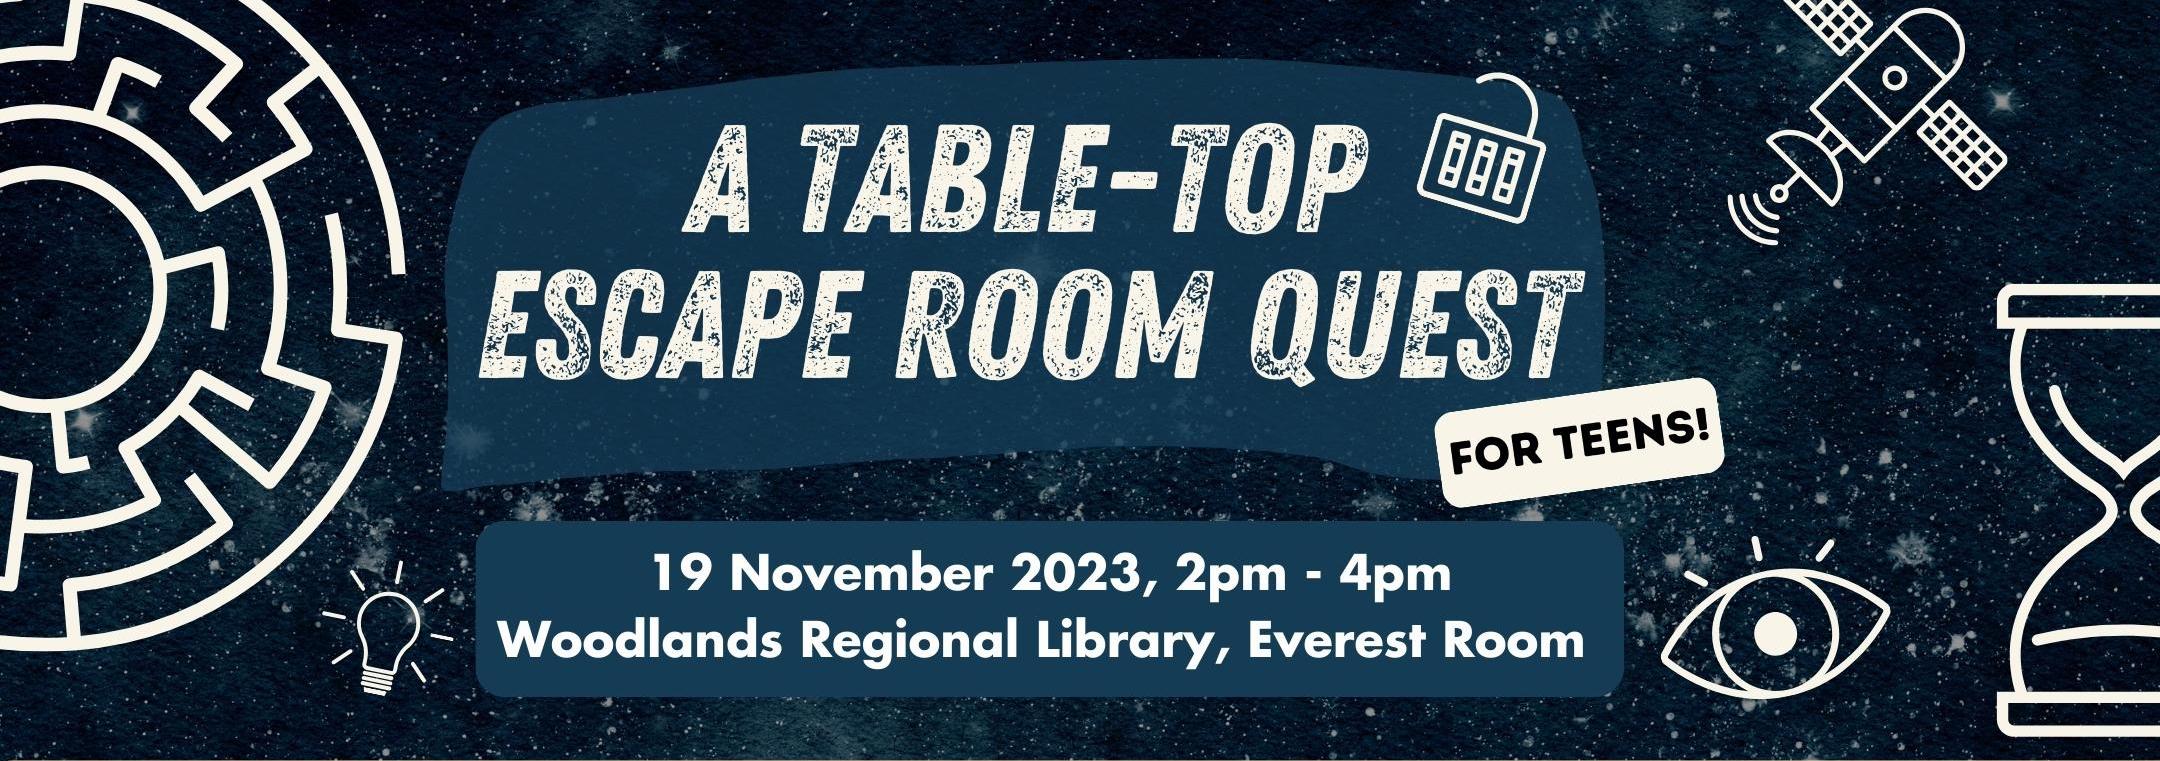 A TABLE-TOP
ESCAPE ROOM QUEST
FOR TEENS!
19 November 2023, 2pm - 4pm
Woodlands Regional Library, Everest Room